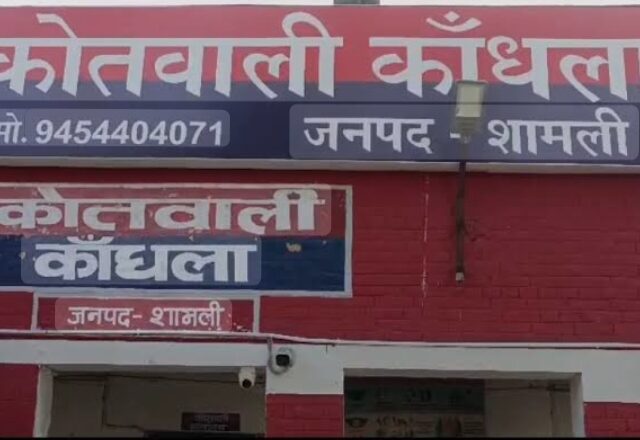 कोतवाली काँधला
मो. 9454404071 जनपद - शामली
कोतवाली
काँधला
जनपद- शामली